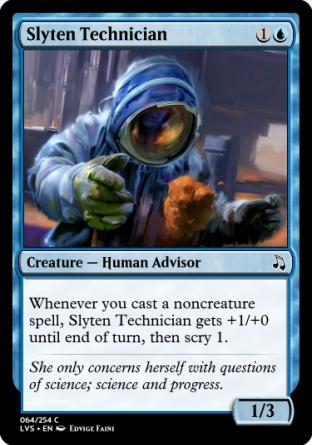 Slyten Technician 1
Creature — Human Advisor
Whenever you cast a noncreature
spell, Slyten Technician gets +1/+0
until end of turn, then scry 1.
She only concerns herself with questions
of science; science and progress.
1/3
064/254 C
LVS • EN Edvige Faini